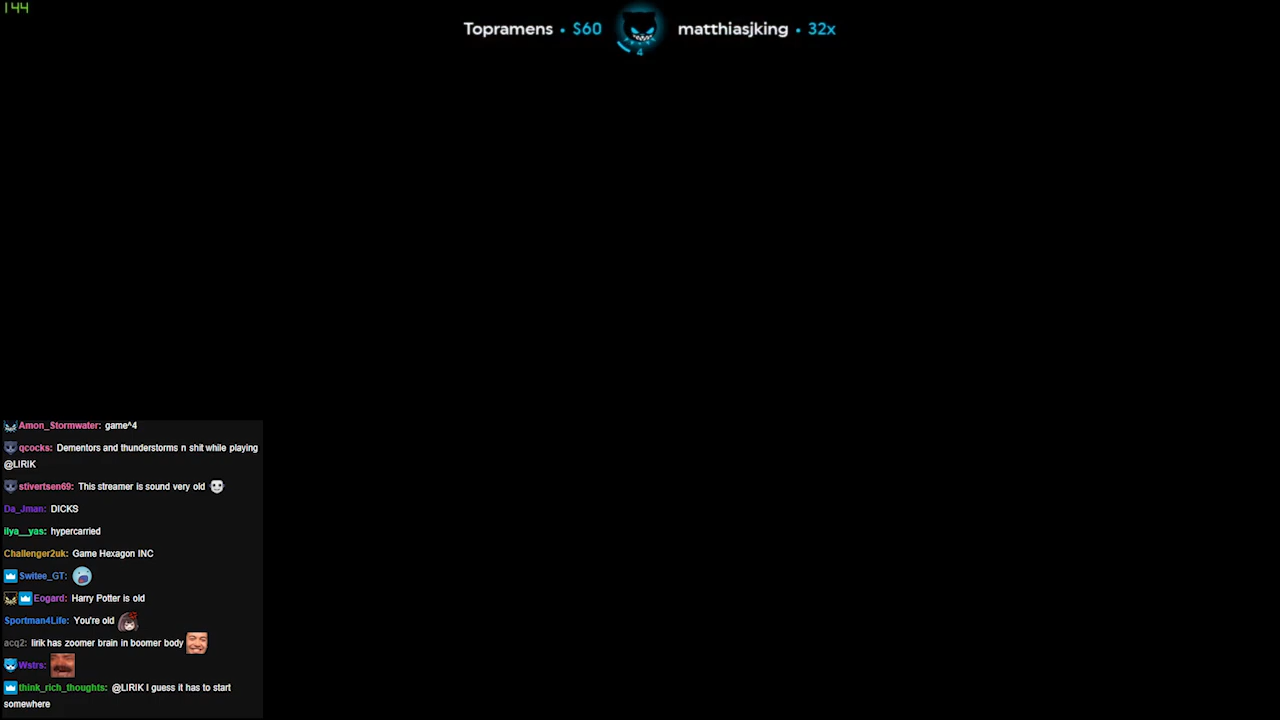 144
Topramens • $60
4
matthiasjking • 32x
Amon_Stormwater: game^4
qcocks: Dementors and thunderstorms n shit while playing
@LIRIK
stivertsen69: This streamer is sound very old
Da_Jman: DICKS
ilya__yas: hypercarried
Challenger2uk: Game Hexagon INC
Switee_GT:
Eogard: Harry Potter is old
Sportman4Life: You're old
acq2: lirik has zoomer brain in boomer body
Wstrs:
think_rich_thoughts: @LIRIK I guess it has to start
somewhere